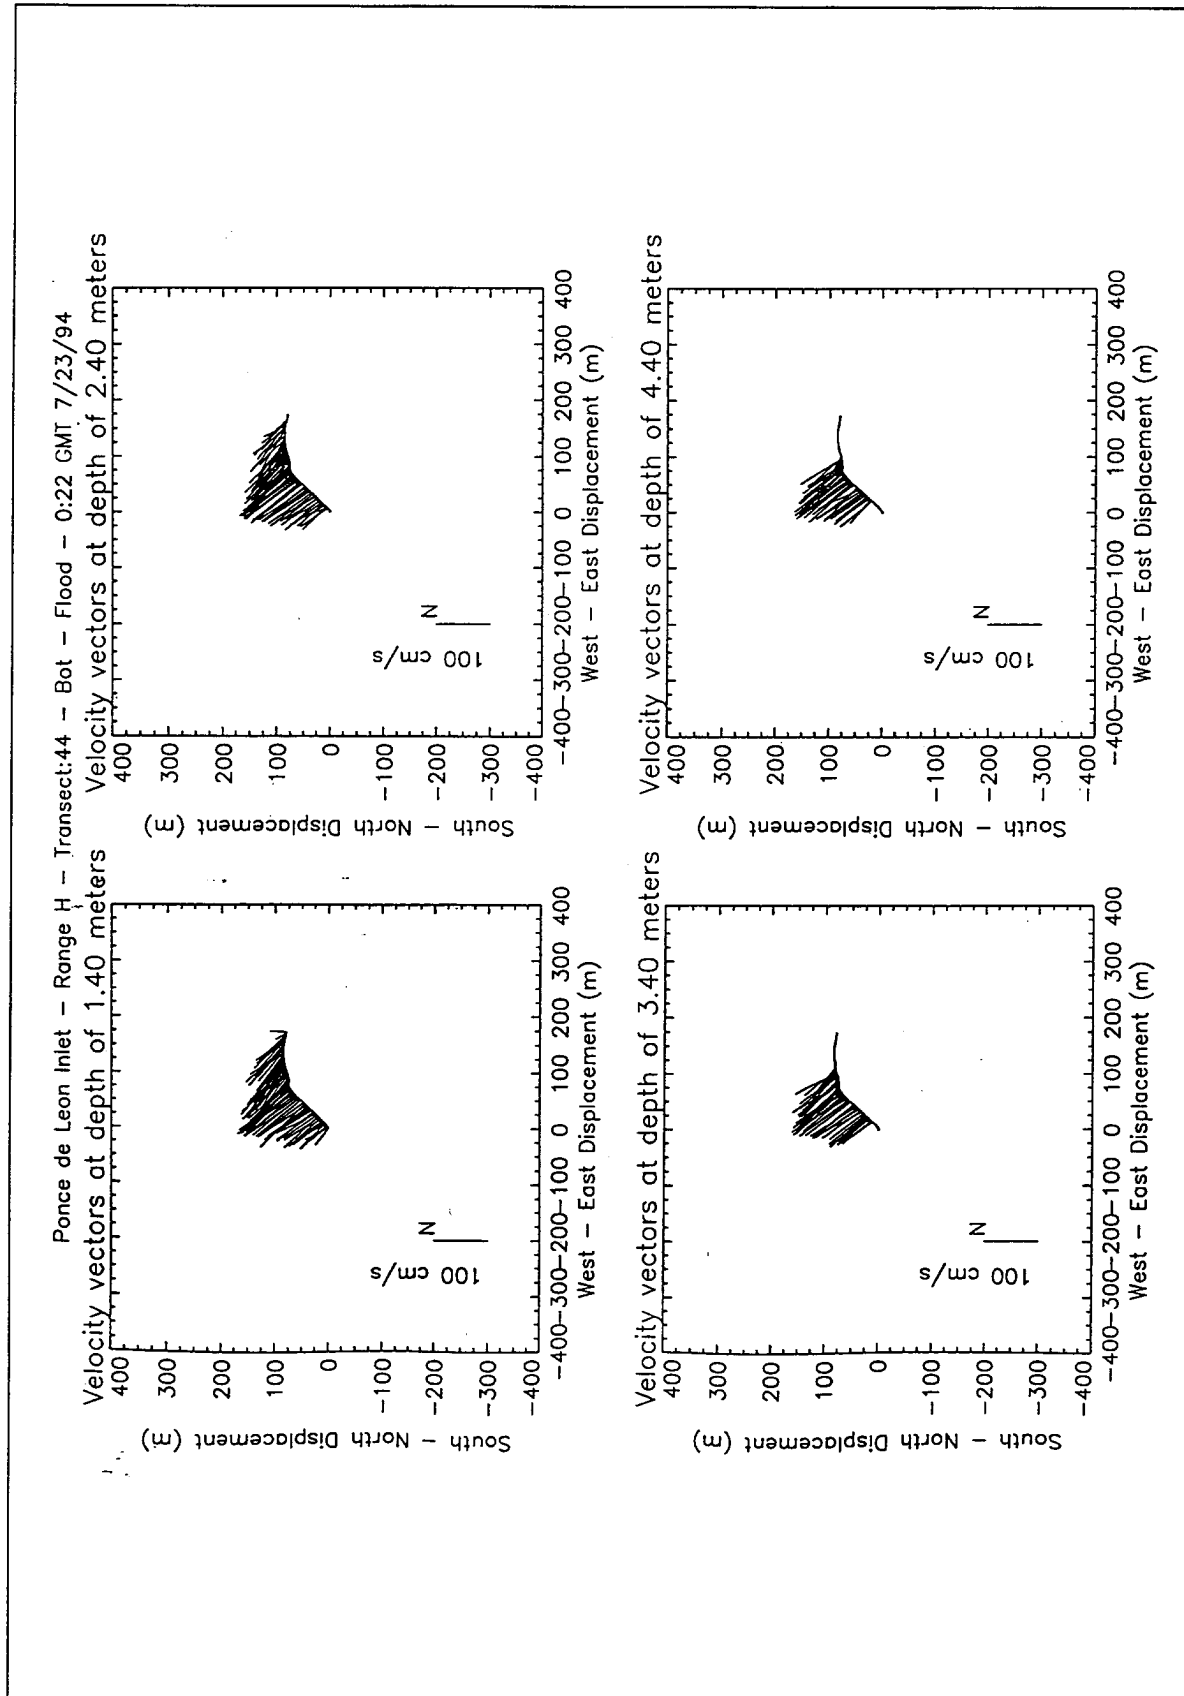 Ponce de Leon Inlet – Range H – Transect:44 – Bot – Flood – 0:22 GMT 7/23/94
Velocity vectors at depth of 1.40 meters
400
300
200
100
0
−100
−200
−300
−400
South – North Displacement (m)
100 cm/s
N
−400−300−200−100 0 100 200 300 400
West – East Displacement (m)
Velocity vectors at depth of 2.40 meters
400
300
200
100
0
−100
−200
−300
−400
South – North Displacement (m)
100 cm/s
N
−400−300−200−100 0 100 200 300 400
West – East Displacement (m)
Velocity vectors at depth of 3.40 meters
400
300
200
100
0
−100
−200
−300
−400
South – North Displacement (m)
100 cm/s
N
−400−300−200−100 0 100 200 300 400
West – East Displacement (m)
Velocity vectors at depth of 4.40 meters
400
300
200
100
0
−100
−200
−300
−400
South – North Displacement (m)
100 cm/s
N
−400−300−200−100 0 100 200 300 400
West – East Displacement (m)